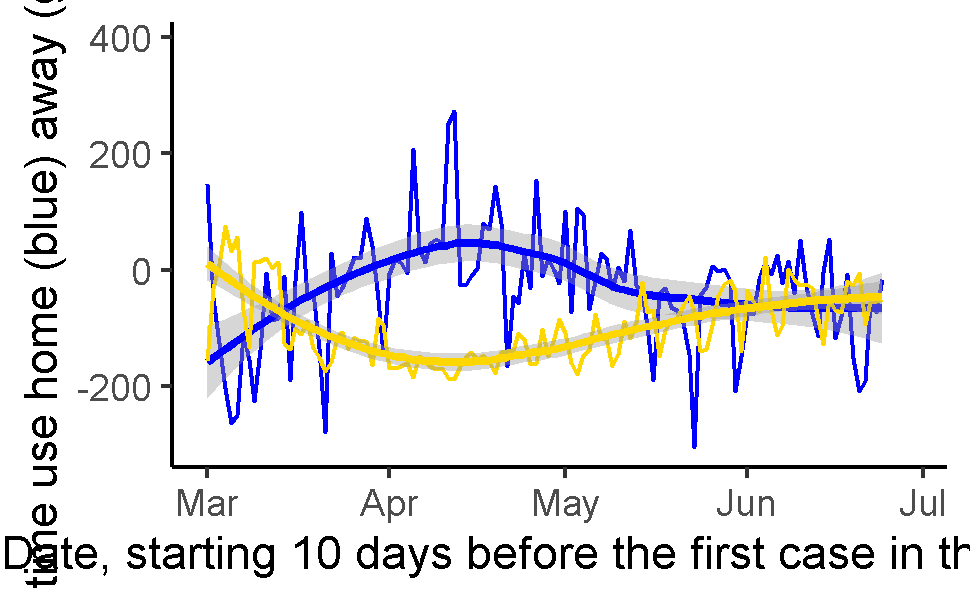 time use home (blue) away (
400
200
0
-200
Mar Apr May Jun Jul
Date, starting 10 days before the first case in th